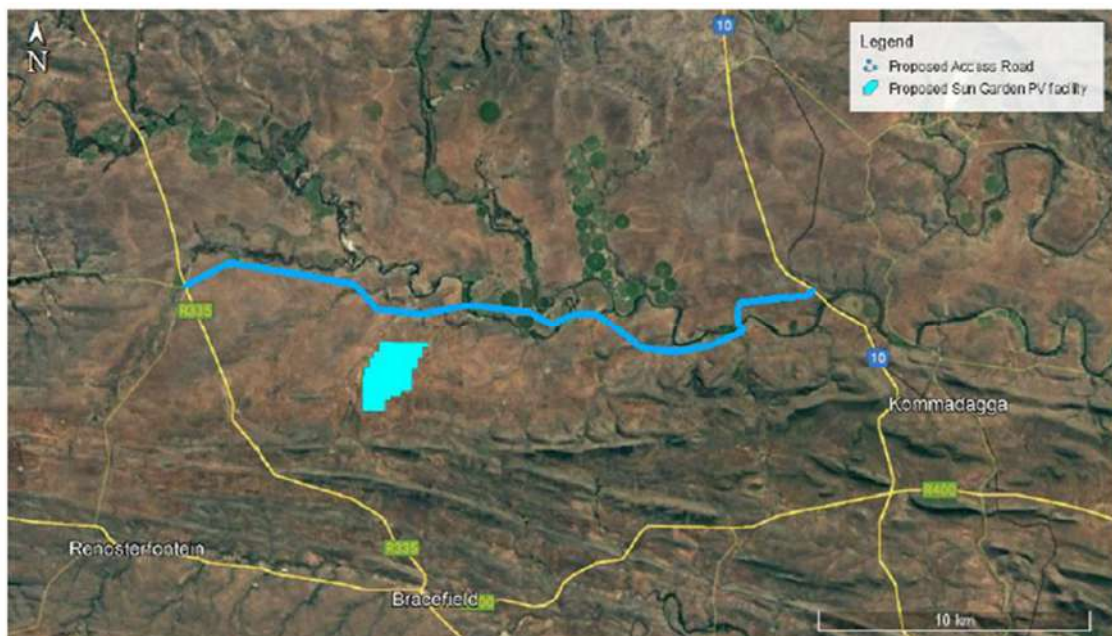 N
10
Legend
Proposed Access Road
Proposed Sun Garden PV facility
R335
10
Kommadagga
R400
Renosterfontein
R335
Bracefield
10 km